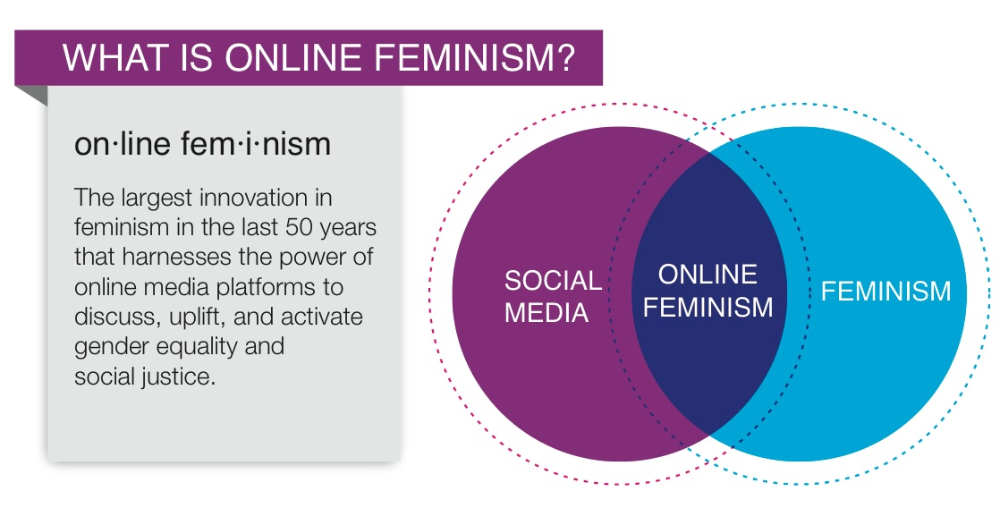 WHAT IS ONLINE FEMINISM?
on·line fem·i·nism
The largest innovation in
feminism in the last 50 years
that harnesses the power of
online media platforms to
discuss, uplift, and activate
gender equality and
social justice.
SOCIAL
MEDIA
ONLINE
FEMINISM
FEMINISM